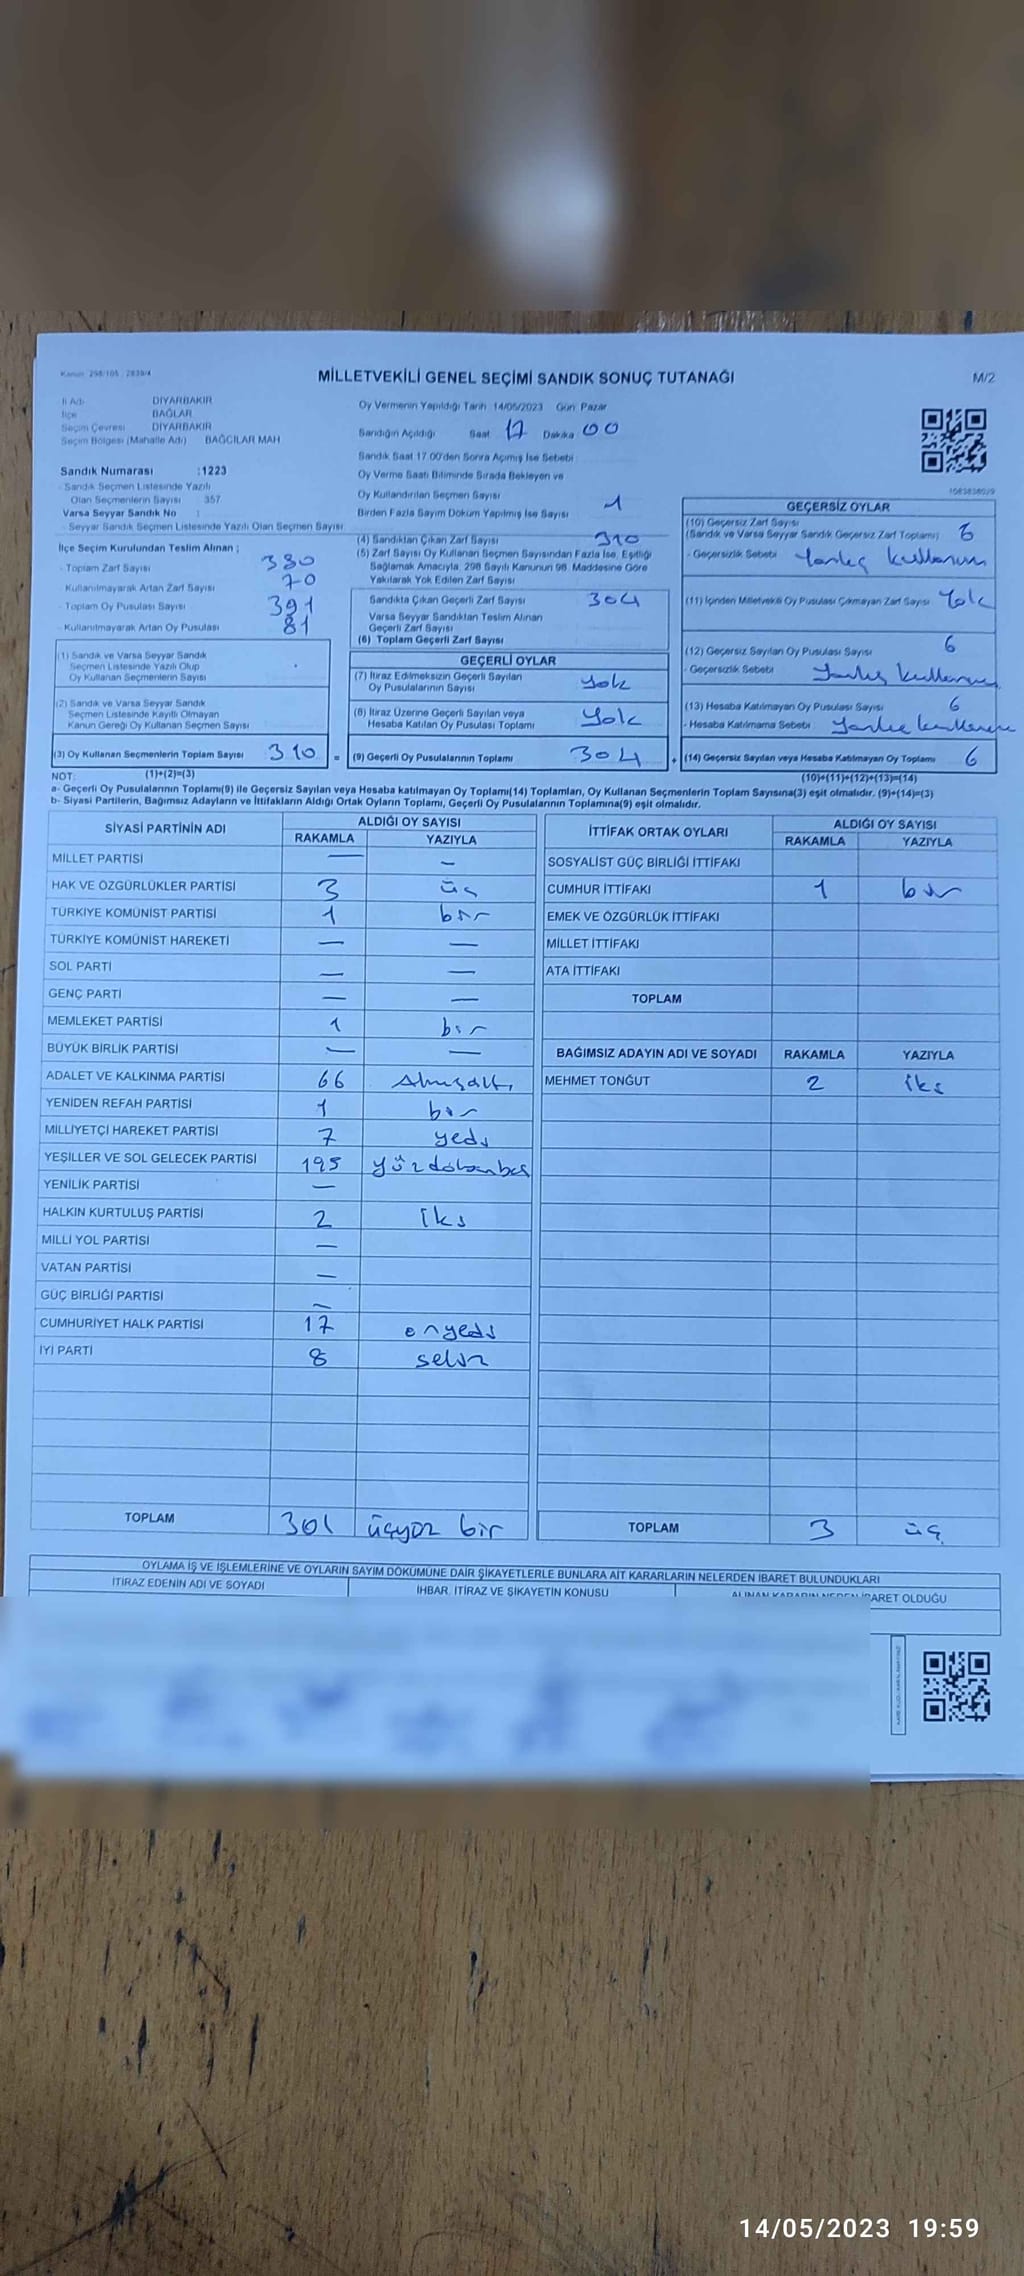 Kanun: 298/105, 2839/4
MİLLETVEKİLİ GENEL SEÇİMİ SANDIK SONUÇ TUTANAĞI
M/2
İl Adı DİYARBAKIR
İlçe BAĞLAR
Seçim Çevresi DİYARBAKIR
Seçim Bölgesi (Mahalle Adı) BAĞCILAR MAH
Sandık Numarası :1223
- Sandık Seçmen Listesinde Yazılı
Olan Seçmenlerin Sayısı : 357
Varsa Seyyar Sandık No :
- Seyyar Sandık Seçmen Listesinde Yazılı Olan Seçmen Sayısı:
İlçe Seçim Kurulundan Teslim Alınan ;
- Toplam Zarf Sayısı 380
- Kullanılmayarak Artan Zarf Sayısı 70
- Toplam Oy Pusulası Sayısı 391
- Kullanılmayarak Artan Oy Pusulası 81
(1) Sandık ve Varsa Seyyar Sandık
Seçmen Listesinde Yazılı Olup
Oy Kullanan Seçmenlerin Sayısı
(2) Sandık ve Varsa Seyyar Sandık
Seçmen Listesinde Kayıtlı Olmayan
Kanun Gereği Oy Kullanan Seçmen Sayısı
(3) Oy Kullanan Seçmenlerin Toplam Sayısı 310 =
(1)+(2)=(3)
Oy Vermenin Yapıldığı Tarih: 14/05/2023 Gün: Pazar
Sandığın Açıldığı Saat 17 Dakika 00
Sandık Saat 17.00'den Sonra Açımış İse Sebebi :
Oy Verme Saati Bitiminde Sırada Bekleyen ve
Oy Kullandırılan Seçmen Sayısı
Birden Fazla Sayım Döküm Yapılmış İse Sayısı 1
(4) Sandıktan Çıkan Zarf Sayısı 310
(5) Zarf Sayısı Oy Kullanan Seçmen Sayısından Fazla İse, Eşitliği
Sağlamak Amacıyla, 298 Sayılı Kanunun 98. Maddesine Göre
Yakılarak Yok Edilen Zarf Sayısı
Sandıkta Çıkan Geçerli Zarf Sayısı 304
Varsa Seyyar Sandıktan Teslim Alınan
Geçerli Zarf Sayısı
(6) Toplam Geçerli Zarf Sayısı
GEÇERLİ OYLAR
(7) İtiraz Edilmeksizin Geçerli Sayılan
Oy Pusulalarının Sayısı Yok
(8) İtiraz Üzerine Geçerli Sayılan veya
Hesaba Katılan Oy Pusulası Toplamı Yok
(9) Geçerli Oy Pusulalarının Toplamı 304 +
1083838029
GEÇERSİZ OYLAR
(10) Geçersiz Zarf Sayısı
(Sandık ve Varsa Seyyar Sandık Geçersiz Zarf Toplamı) 6
- Geçersizlik Sebebi Yanlış kullanım
(11) İçinden Milletvekili Oy Pusulası Çıkmayan Zarf Sayısı Yok
(12) Geçersiz Sayılan Oy Pusulası Sayısı 6
- Geçersizlik Sebebi Yanlış kullanım
(13) Hesaba Katılmayan Oy Pusulası Sayısı 6
- Hesaba Katılmama Sebebi : Yanlış kullanım
(14) Geçersiz Sayılan veya Hesaba Katılmayan Oy Toplamı 6
(10)+(11)+(12)+(13)=(14)
NOT:
a- Geçerli Oy Pusulalarının Toplamı(9) ile Geçersiz Sayılan veya Hesaba katılmayan Oy Toplamı(14) Toplamları, Oy Kullanan Seçmenlerin Toplam Sayısına(3) eşit olmalıdır. (9)+(14)=(3)
b- Siyasi Partilerin, Bağımsız Adayların ve İttifakların Aldığı Ortak Oyların Toplamı, Geçerli Oy Pusulalarının Toplamına(9) eşit olmalıdır.
SİYASİ PARTİNİN ADI ALDIĞI OY SAYISI
RAKAMLA YAZIYLA
MİLLET PARTİSİ — —
HAK VE ÖZGÜRLÜKLER PARTİSİ 3 üç
TÜRKİYE KOMÜNİST PARTİSİ 1 bir
TÜRKİYE KOMÜNİST HAREKETİ — —
SOL PARTİ — —
GENÇ PARTİ — —
MEMLEKET PARTİSİ 1 bir
BÜYÜK BİRLİK PARTİSİ — —
ADALET VE KALKINMA PARTİSİ 66 Altmışaltı
YENİDEN REFAH PARTİSİ 1 bir
MİLLİYETÇİ HAREKET PARTİSİ 7 yedi
YEŞİLLER VE SOL GELECEK PARTİSİ 195 yüzdoksanbeş
YENİLİK PARTİSİ —
HALKIN KURTULUŞ PARTİSİ 2 iki
MİLLİ YOL PARTİSİ —
VATAN PARTİSİ —
GÜÇ BİRLİĞİ PARTİSİ —
CUMHURİYET HALK PARTİSİ 17 onyedi
İYİ PARTİ 8 sekiz
TOPLAM 301 üçyüz bir
İTTİFAK ORTAK OYLARI ALDIĞI OY SAYISI
RAKAMLA YAZIYLA
SOSYALİST GÜÇ BİRLİĞİ İTTİFAKI
CUMHUR İTTİFAKI 1 bir
EMEK VE ÖZGÜRLÜK İTTİFAKI
MİLLET İTTİFAKI
ATA İTTİFAKI
TOPLAM
BAĞIMSIZ ADAYIN ADI VE SOYADI RAKAMLA YAZIYLA
MEHMET TONĞUT 2 iki
TOPLAM 3 üç
OYLAMA İŞ VE İŞLEMLERİNE VE OYLARIN SAYIM DÖKÜMÜNE DAİR ŞİKAYETLERLE BUNLARA AİT KARARLARIN NELERDEN İBARET BULUNDUKLARI
İTİRAZ EDENİN ADI VE SOYADI İHBAR, İTİRAZ VE ŞİKAYETİN KONUSU ALINAN KARARIN NEDEN İBARET OLDUĞU
14/05/2023 19:59